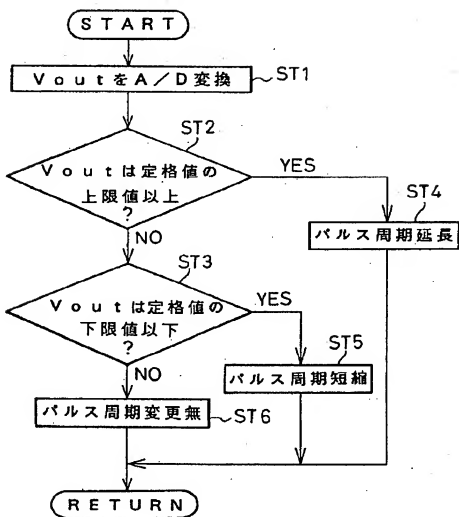 START
VoutをA/D変換
ST1
ST2
Voutは定格値の
上限値以上
?
YES
NO
ST4
パルス周期延長
ST3
Voutは定格値の
下限値以下
?
YES
NO
ST5
パルス周期短縮
パルス周期変更無
ST6
RETURN